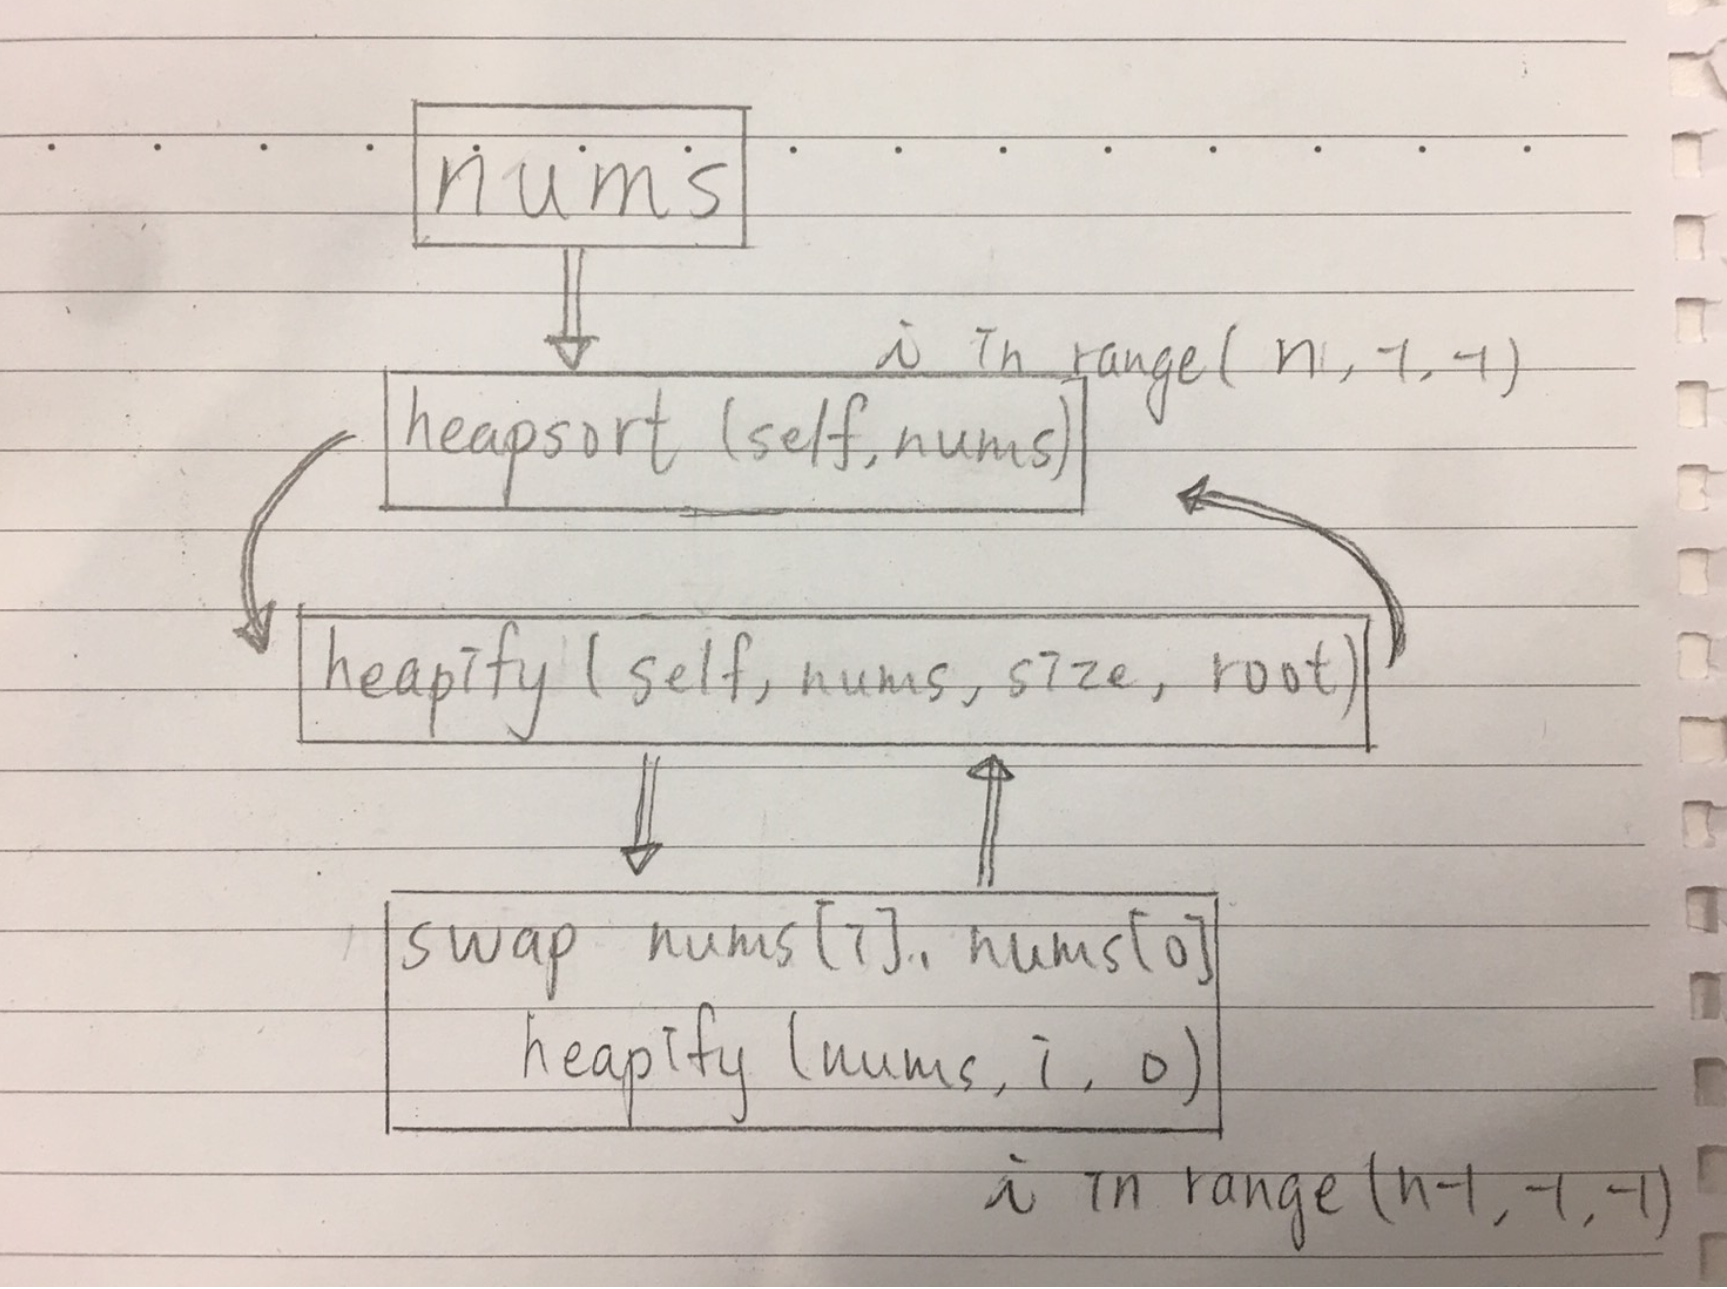 nums
i in range( n, -1, -1)
heapsort (self, nums)
heapify ( self, nums, size, root)
swap nums[i], nums[0]
heapify (nums, i, 0)
i in range (n-1, -1, -1)